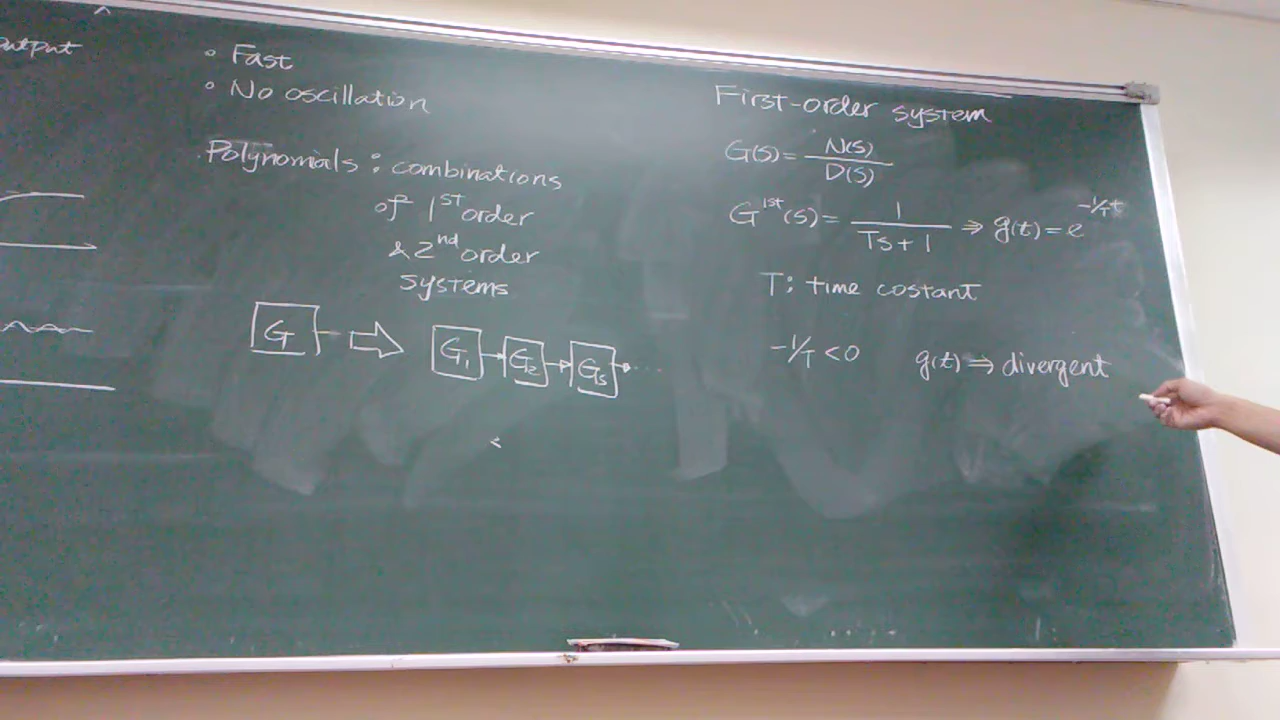 output
• Fast
• No oscillation
Polynomials : combinations
of 1ST order
& 2nd order
systems
G ⇒ G1 → G2 → G3 → ...
First-order system
G(s) = N(s) / D(s)
G^1st(s) = 1 / (Ts + 1) ⇒ g(t) = e^(-1/T t)
T : time costant
-1/T < 0 g(t) ⇒ divergent